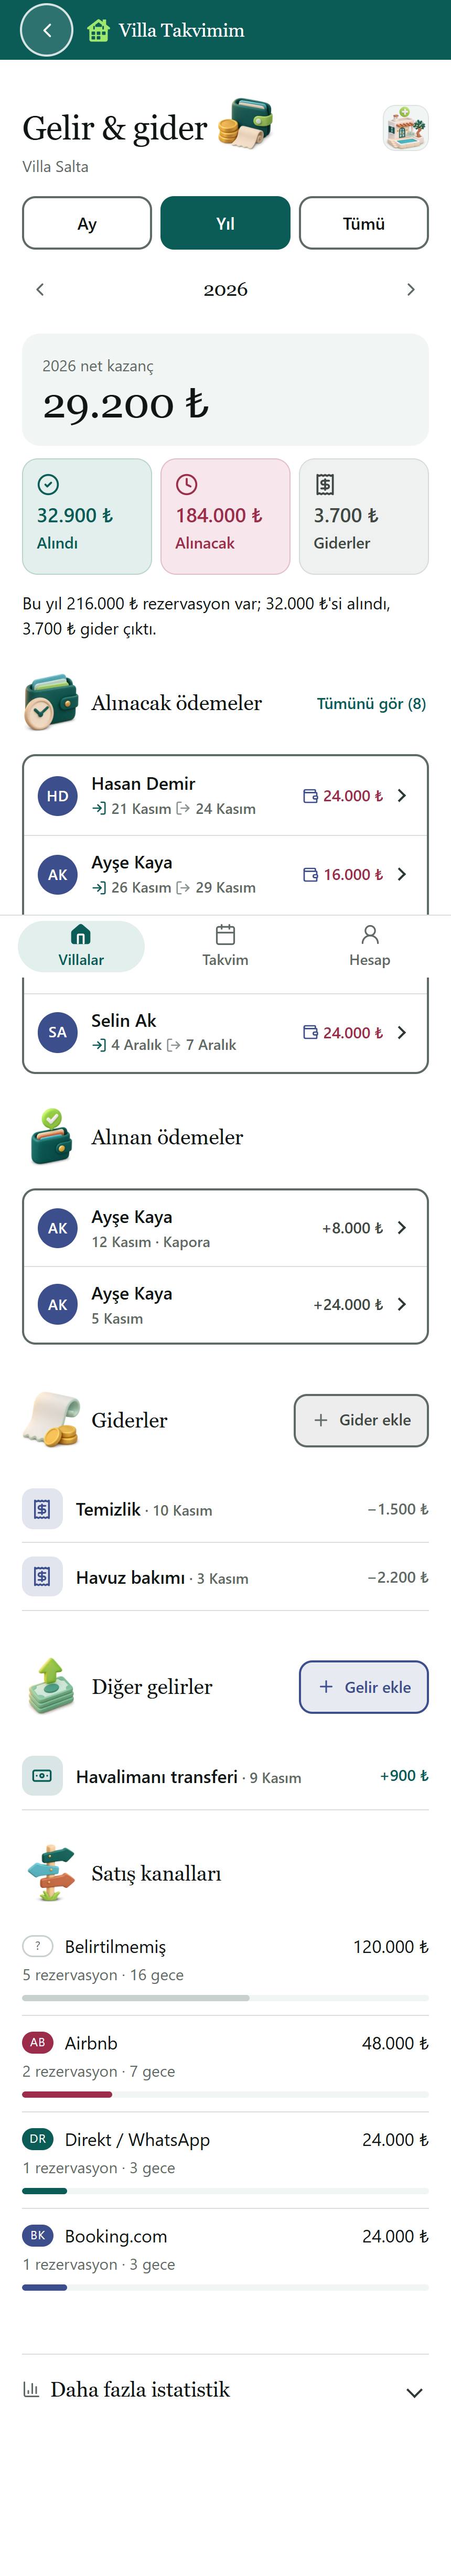 Villa Takvimim
Gelir & gider
Villa Salta
Ay
Yıl
Tümü
2026
2026 net kazanç
29.200 ₺
32.900 ₺
Alındı
184.000 ₺
Alınacak
3.700 ₺
Giderler
Bu yıl 216.000 ₺ rezervasyon var; 32.000 ₺'si alındı,
3.700 ₺ gider çıktı.
Alınacak ödemeler
Tümünü gör (8)
HD
Hasan Demir
21 Kasım 24 Kasım
24.000 ₺
AK
Ayşe Kaya
26 Kasım 29 Kasım
16.000 ₺
Villalar
Takvim
Hesap
SA
Selin Ak
4 Aralık 7 Aralık
24.000 ₺
Alınan ödemeler
AK
Ayşe Kaya
12 Kasım · Kapora
+8.000 ₺
AK
Ayşe Kaya
5 Kasım
+24.000 ₺
Giderler
+ Gider ekle
Temizlik · 10 Kasım
−1.500 ₺
Havuz bakımı · 3 Kasım
−2.200 ₺
Diğer gelirler
+ Gelir ekle
Havalimanı transferi · 9 Kasım
+900 ₺
Satış kanalları
? Belirtilmemiş
120.000 ₺
5 rezervasyon · 16 gece
AB Airbnb
48.000 ₺
2 rezervasyon · 7 gece
DR Direkt / WhatsApp
24.000 ₺
1 rezervasyon · 3 gece
BK Booking.com
24.000 ₺
1 rezervasyon · 3 gece
Daha fazla istatistik